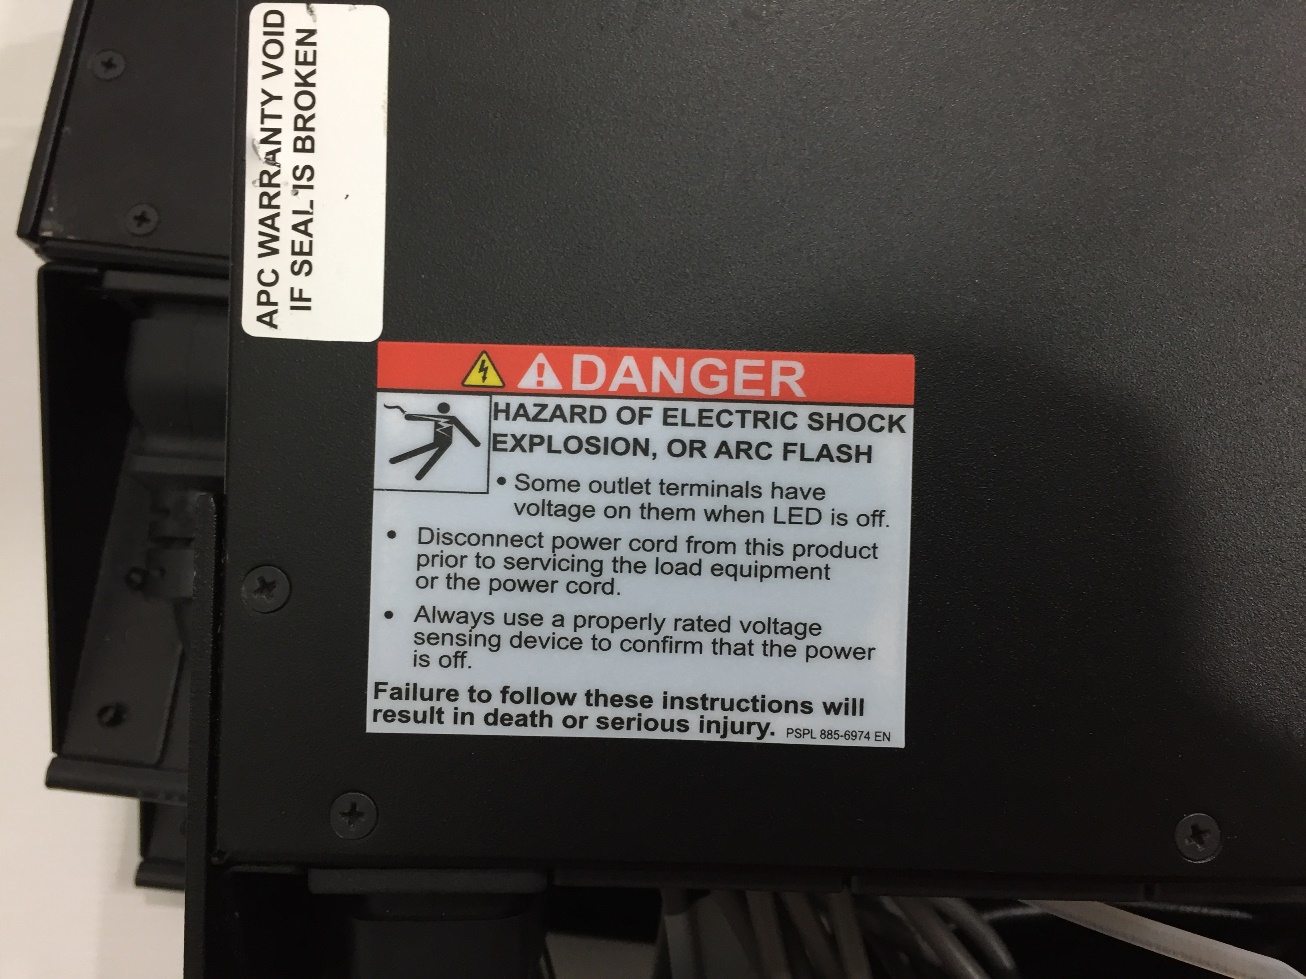 APC WARRANTY VOID
IF SEAL IS BROKEN
DANGER
HAZARD OF ELECTRIC SHOCK
EXPLOSION, OR ARC FLASH
• Some outlet terminals have
voltage on them when LED is off.
• Disconnect power cord from this product
prior to servicing the load equipment
or the power cord.
• Always use a properly rated voltage
sensing device to confirm that the power
is off.
Failure to follow these instructions will
result in death or serious injury. PSPL 885-6974 EN